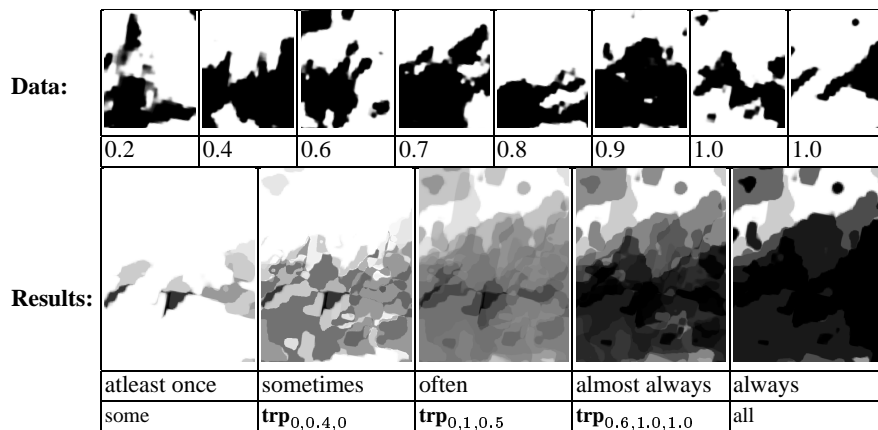 Data:
0.2 0.4 0.6 0.7 0.8 0.9 1.0 1.0
Results:
atleast once sometimes often almost always always
some trp0,0.4,0 trp0,1,0.5 trp0.6,1.0,1.0 all